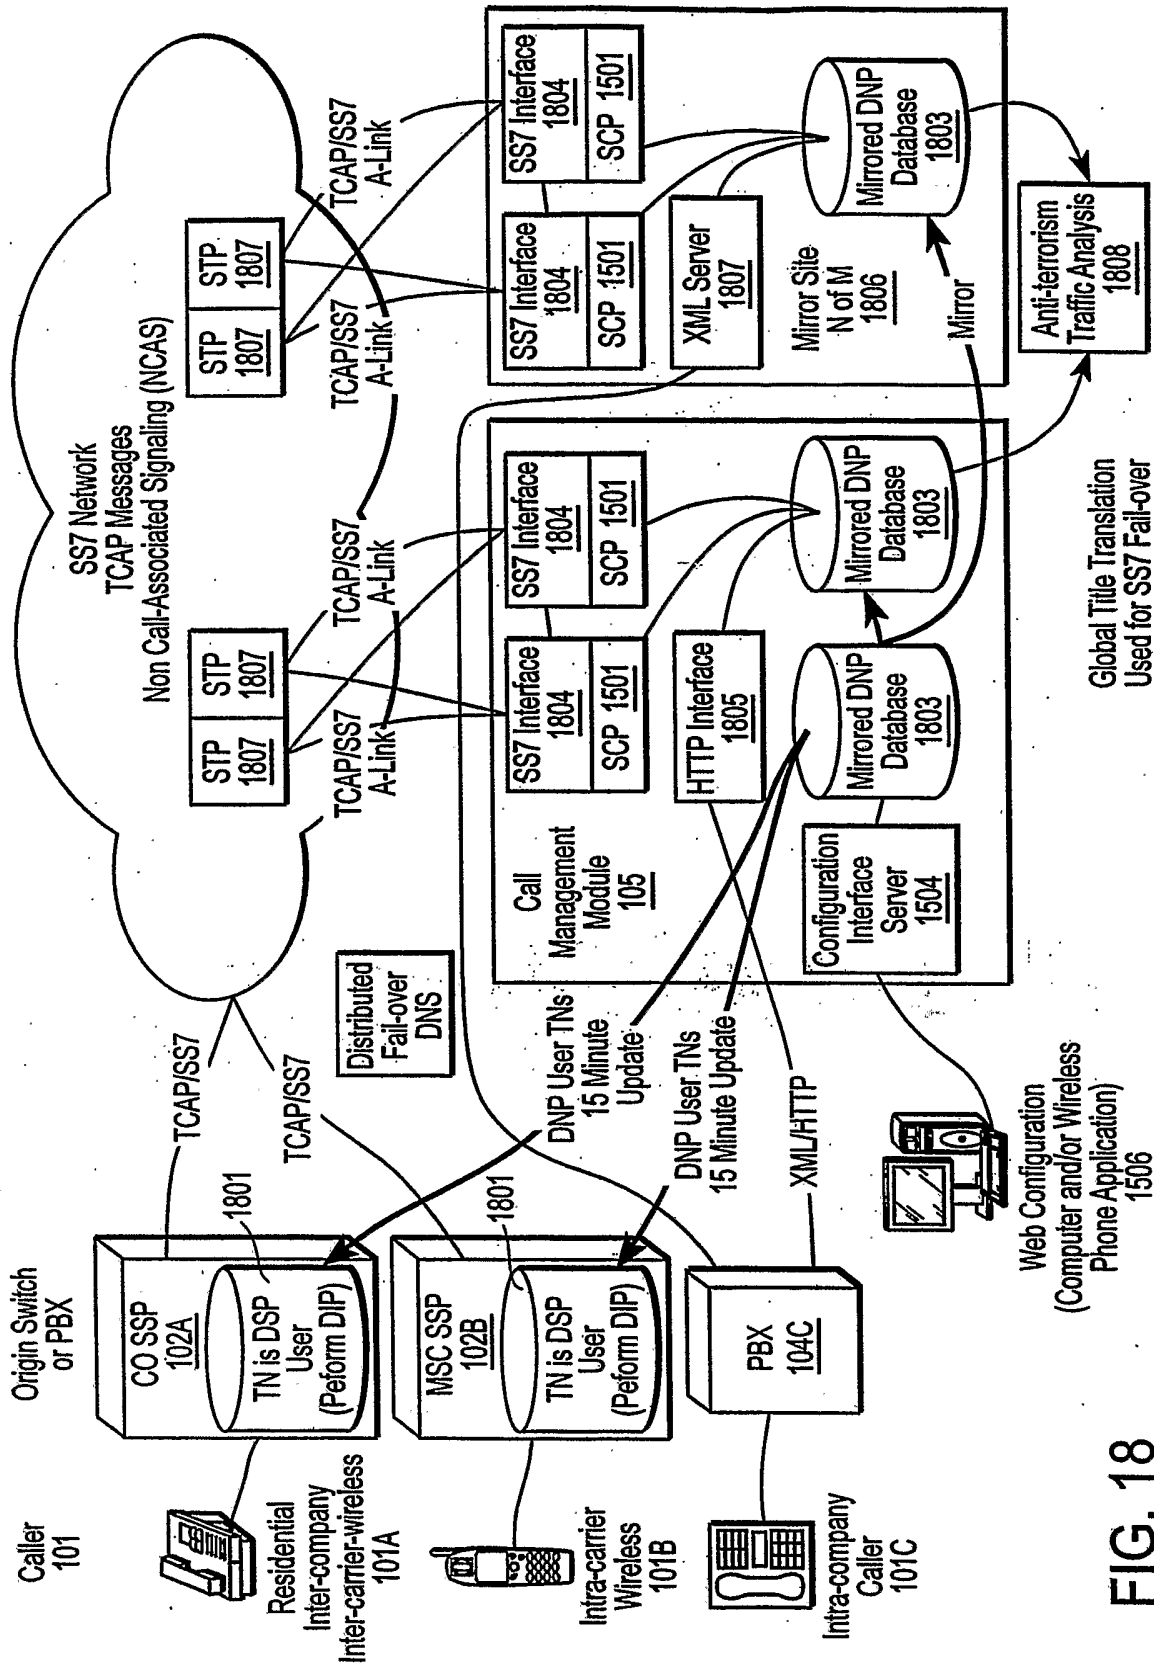 Caller
101
Origin Switch
or PBX
Residential
Inter-company
Inter-carrier-wireless
101A
Intra-carrier
Wireless
101B
Intra-company
Caller
101C
CO SSP
102A
TN is DSP
User
(Peform DIP)
1801
MSC SSP
102B
TN is DSP
User
(Peform DIP)
1801
PBX
104C
TCAP/SS7
TCAP/SS7
Distributed
Fail-over
DNS
DNP User TNs
15 Minute
Update
DNP User TNs
15 Minute Update
XML/HTTP
Web Configuration
(Computer and/or Wireless
Phone Application)
1506
SS7 Network
TCAP Messages
Non Call-Associated Signaling (NCAS)
STP
1807
STP
1807
STP
1807
STP
1807
TCAP/SS7
A-Link
TCAP/SS7
A-Link
TCAP/SS7
A-Link
TCAP/SS7
A-Link
Call
Management
Module
105
SS7 Interface
1804
SCP 1501
SS7 Interface
1804
SCP 1501
HTTP Interface
1805
Configuration
Interface
Server
1504
Mirrored DNP
Database
1803
Mirrored DNP
Database
1803
SS7 Interface
1804
SCP 1501
SS7 Interface
1804
SCP 1501
XML Server
1807
Mirror Site
N of M
1806
Mirrored DNP
Database
1803
Mirror
Anti-terrorism
Traffic Analysis
1808
Global Title Translation
Used for SS7 Fail-over
FIG. 18